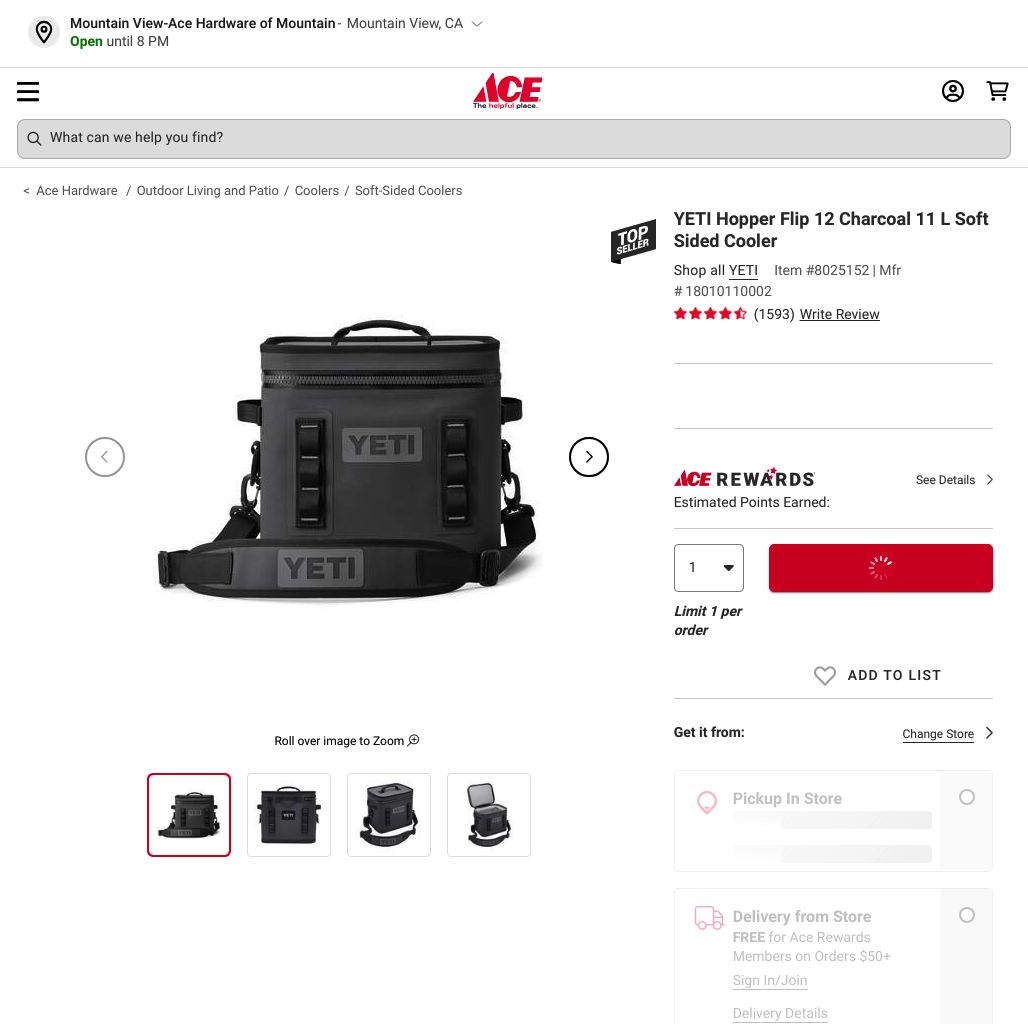 Mountain View-Ace Hardware of Mountain - Mountain View, CA
Open until 8 PM
ACE
The helpful place.
What can we help you find?
< Ace Hardware / Outdoor Living and Patio / Coolers / Soft-Sided Coolers
TOP
SELLER
YETI Hopper Flip 12 Charcoal 11 L Soft
Sided Cooler
Shop all YETI Item #8025152 | Mfr
# 18010110002
(1593) Write Review
YETI
YETI
ACE REWARDS
See Details
Estimated Points Earned:
1
Limit 1 per
order
ADD TO LIST
Get it from:
Change Store
Roll over image to Zoom
YETI
Pickup In Store
Delivery from Store
FREE for Ace Rewards
Members on Orders $50+
Sign In/Join
Delivery Details